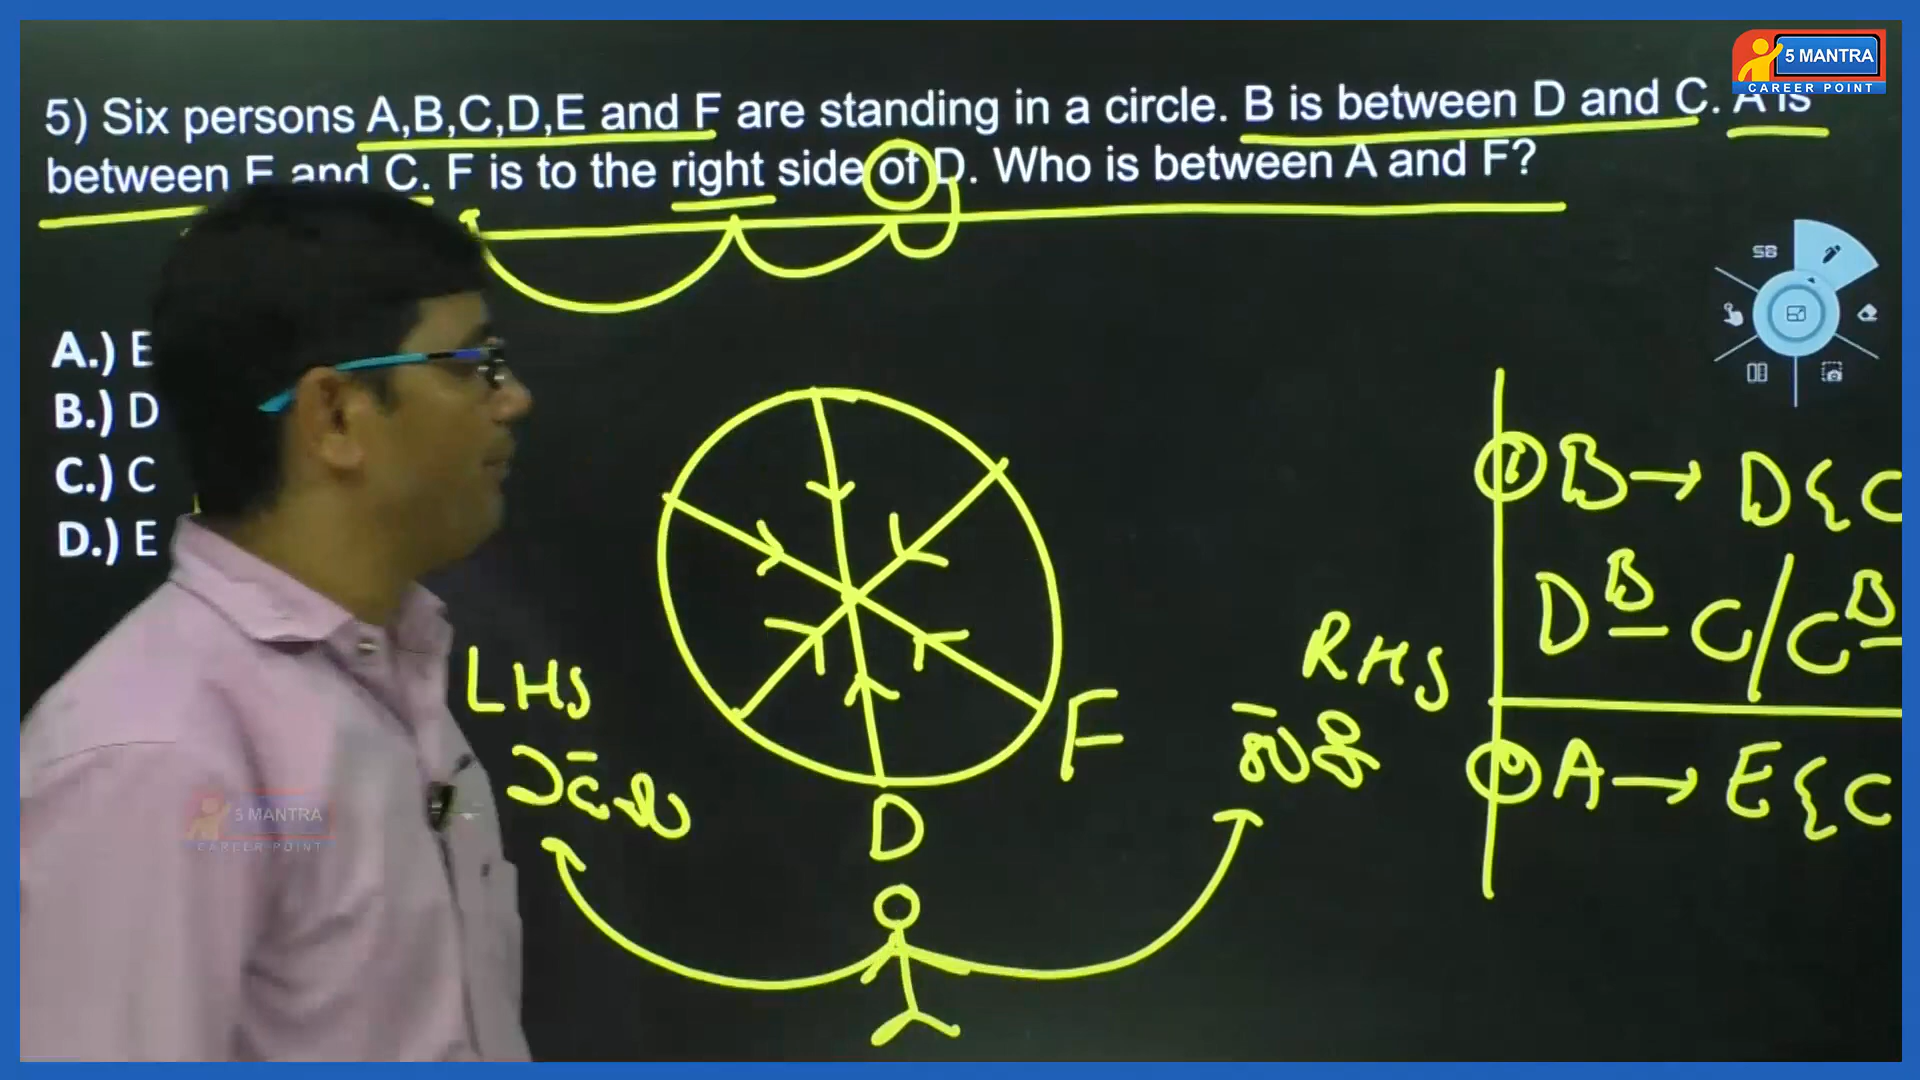 5 MANTRA
CAREER POINT
5) Six persons A,B,C,D,E and F are standing in a circle. B is between D and C. A is
between E and C. F is to the right side of D. Who is between A and F?
A.) E
B.) D
C.) C
D.) E
SB
① B → D { C
D B C / C B
LHS
RHS
F
D
A → E { C
5 MANTRA
CAREER POINT